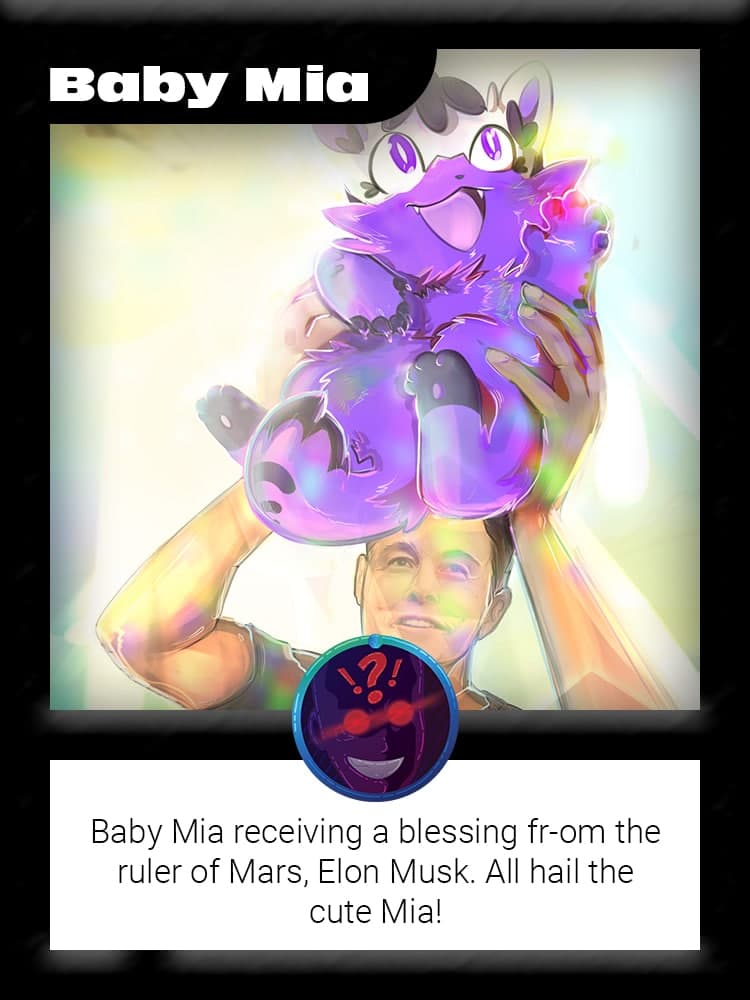 Baby Mia
!?!
Baby Mia receiving a blessing fr-om the
ruler of Mars, Elon Musk. All hail the
cute Mia!